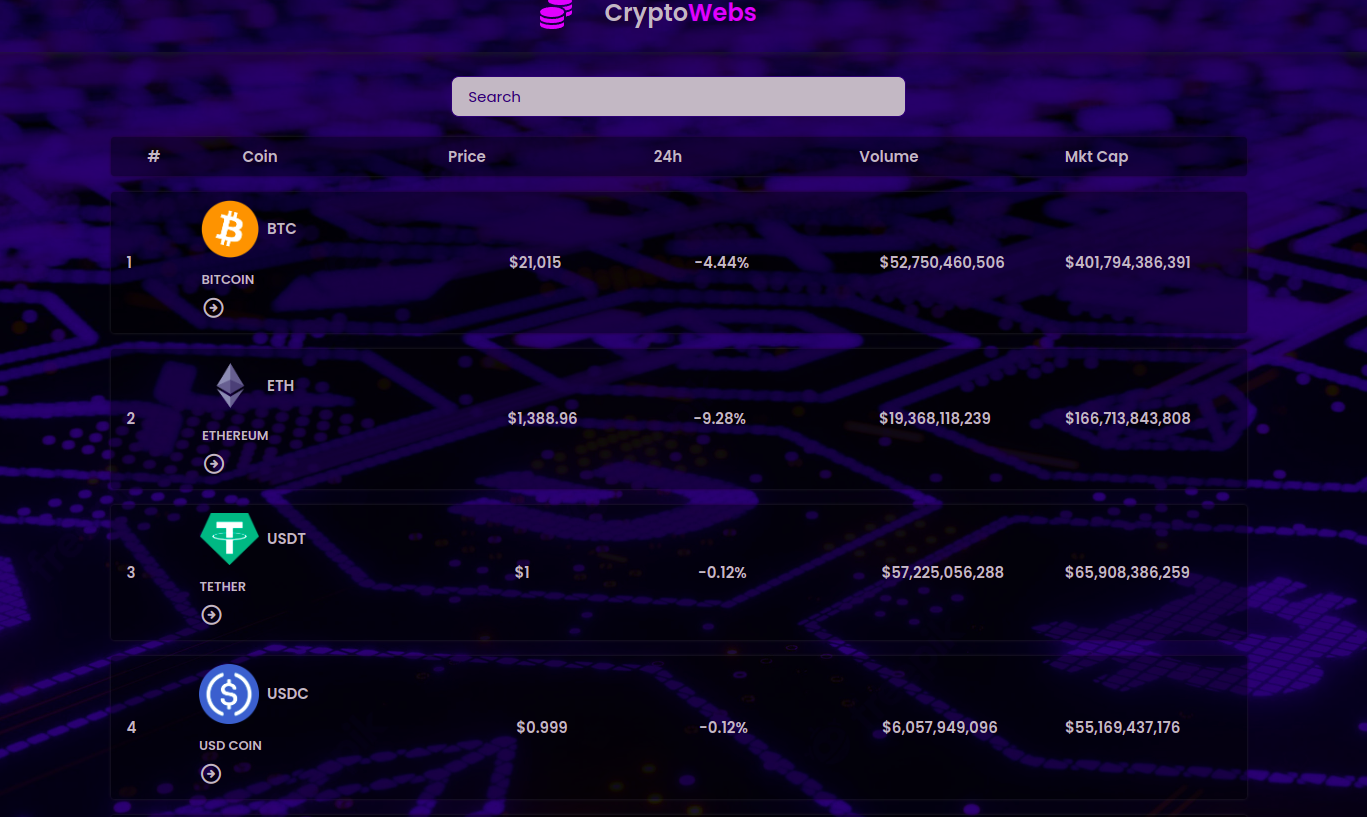 CryptoWebs
Search
# Coin Price 24h Volume Mkt Cap
BTC
1 $21,015 -4.44% $52,750,460,506 $401,794,386,391
BITCOIN
ETH
2 $1,388.96 -9.28% $19,368,118,239 $166,713,843,808
ETHEREUM
USDT
3 $1 -0.12% $57,225,056,288 $65,908,386,259
TETHER
USDC
4 $0.999 -0.12% $6,057,949,096 $55,169,437,176
USD COIN